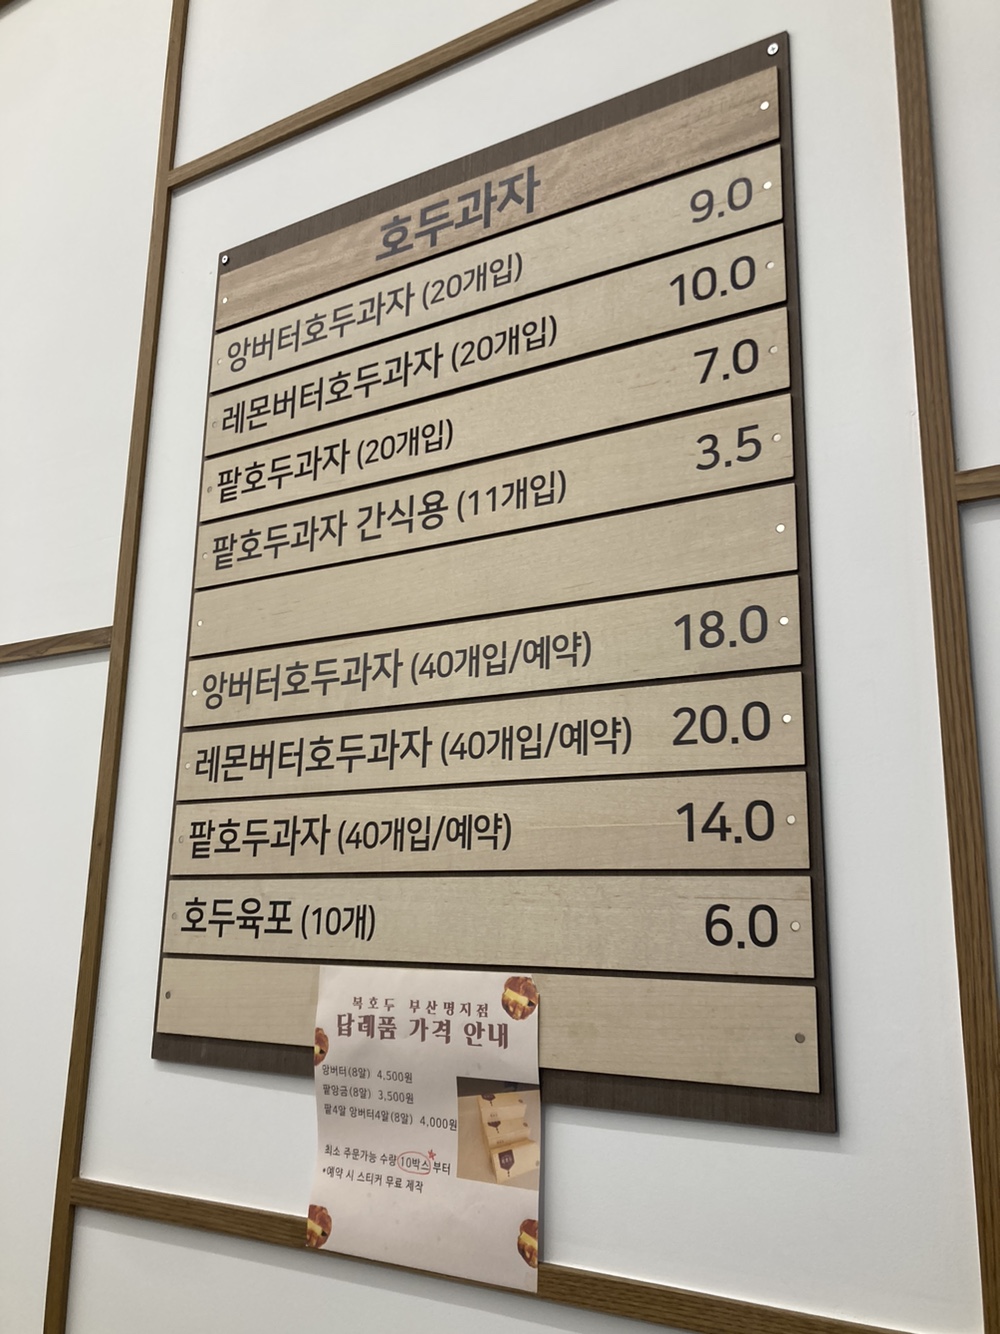 호두과자
앙버터호두과자 (20개입) 9.0
레몬버터호두과자 (20개입) 10.0
팥호두과자 (20개입) 7.0
팥호두과자 간식용 (11개입) 3.5
앙버터호두과자 (40개입/예약) 18.0
레몬버터호두과자 (40개입/예약) 20.0
팥호두과자 (40개입/예약) 14.0
호두육포 (10개) 6.0
복호두 부산명지점
답례품 가격 안내
앙버터(8알) 4,500원
팥앙금(8알) 3,500원
팥4알 앙버터4알(8알) 4,000원
최소 주문가능 수량 10박스 부터
*예약 시 스티커 무료 제작